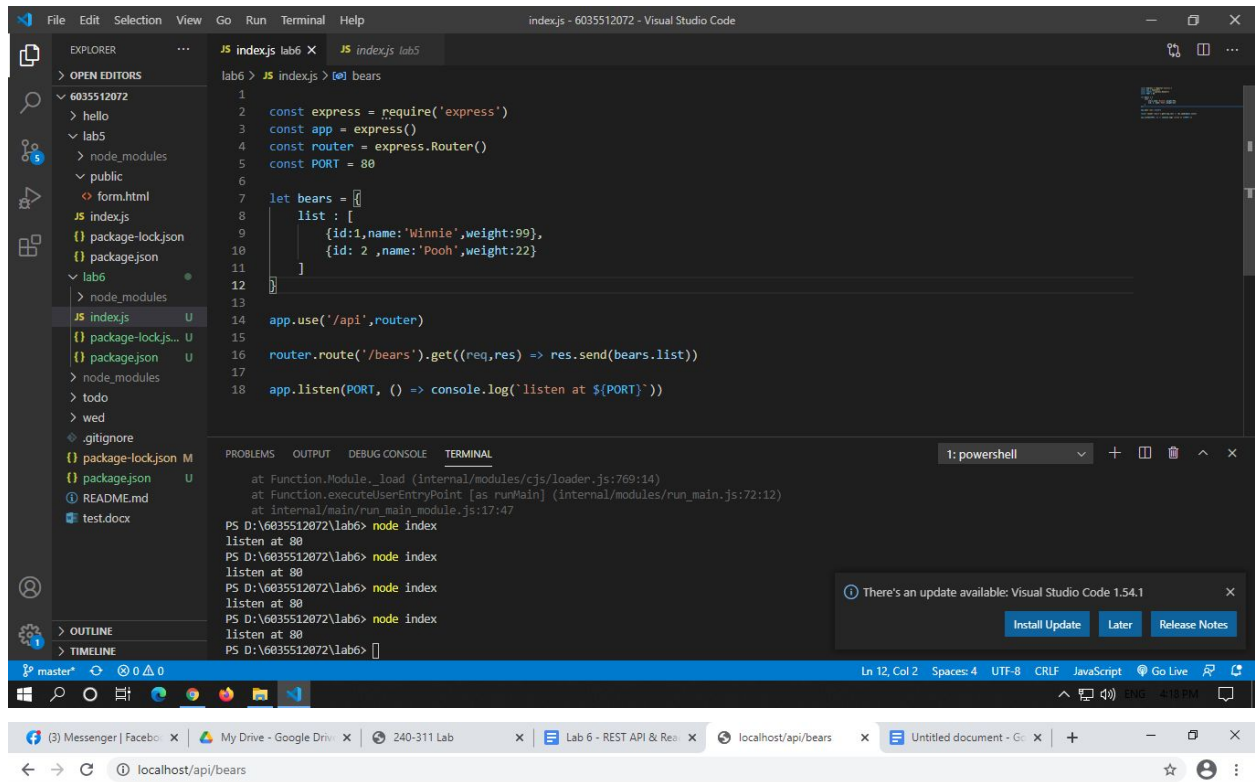 File Edit Selection View Go Run Terminal Help index.js - 6035512072 - Visual Studio Code
EXPLORER ···
JS index.js lab6 X JS index.js lab5
> OPEN EDITORS
lab6 > JS index.js > bears
6035512072
> hello
lab5
> node_modules
public
<> form.html
JS index.js
{} package-lock.json
{} package.json
lab6
> node_modules
JS index.js U
{} package-lock.js... U
{} package.json U
> node_modules
> todo
> wed
.gitignore
{} package-lock.json M
{} package.json U
README.md
test.docx
> OUTLINE
> TIMELINE
1
2 const express = require('express')
3 const app = express()
4 const router = express.Router()
5 const PORT = 80
6
7 let bears = {
8 list : [
9 {id:1,name:'Winnie',weight:99},
10 {id: 2 ,name:'Pooh',weight:22}
11 ]
12 }
13
14 app.use('/api',router)
15
16 router.route('/bears').get((req,res) => res.send(bears.list))
17
18 app.listen(PORT, () => console.log(`listen at ${PORT}`))
PROBLEMS OUTPUT DEBUG CONSOLE TERMINAL 1: powershell
at Function.Module._load (internal/modules/cjs/loader.js:769:14)
at Function.executeUserEntryPoint [as runMain] (internal/modules/run_main.js:72:12)
at internal/main/run_main_module.js:17:47
PS D:\6035512072\lab6> node index
listen at 80
PS D:\6035512072\lab6> node index
listen at 80
PS D:\6035512072\lab6> node index
listen at 80
PS D:\6035512072\lab6> node index
listen at 80
PS D:\6035512072\lab6>
There's an update available: Visual Studio Code 1.54.1
Install Update Later Release Notes
5
1
master* 0 0 Ln 12, Col 2 Spaces: 4 UTF-8 CRLF JavaScript Go Live
ENG 4:18 PM
(3) Messenger | Facebo My Drive - Google Driv 240-311 Lab Lab 6 - REST API & Rea localhost/api/bears Untitled document - Go
localhost/api/bears